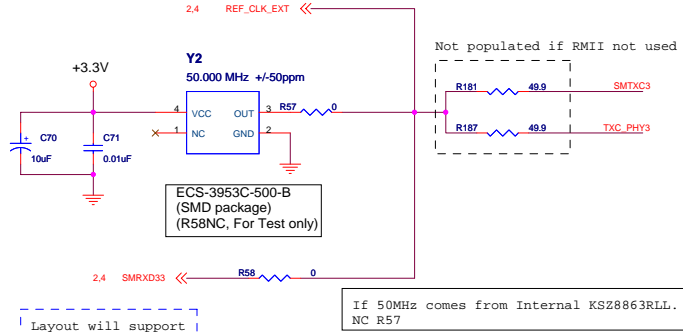 2,4 REF_CLK_EXT
Not populated if RMII not used
Y2
50.000 MHz +/-50ppm
+3.3V
R181 49.9 SMTXC3
4 VCC OUT 3 R57 0
1 NC GND 2
R187 49.9 TXC_PHY3
+ C70
10uF
C71
0.01uF
ECS-3953C-500-B
(SMD package)
(R58NC, For Test only)
2,4 SMRXD33 R58 0
If 50MHz comes from Internal KSZ8863RLL.
NC R57
Layout will support